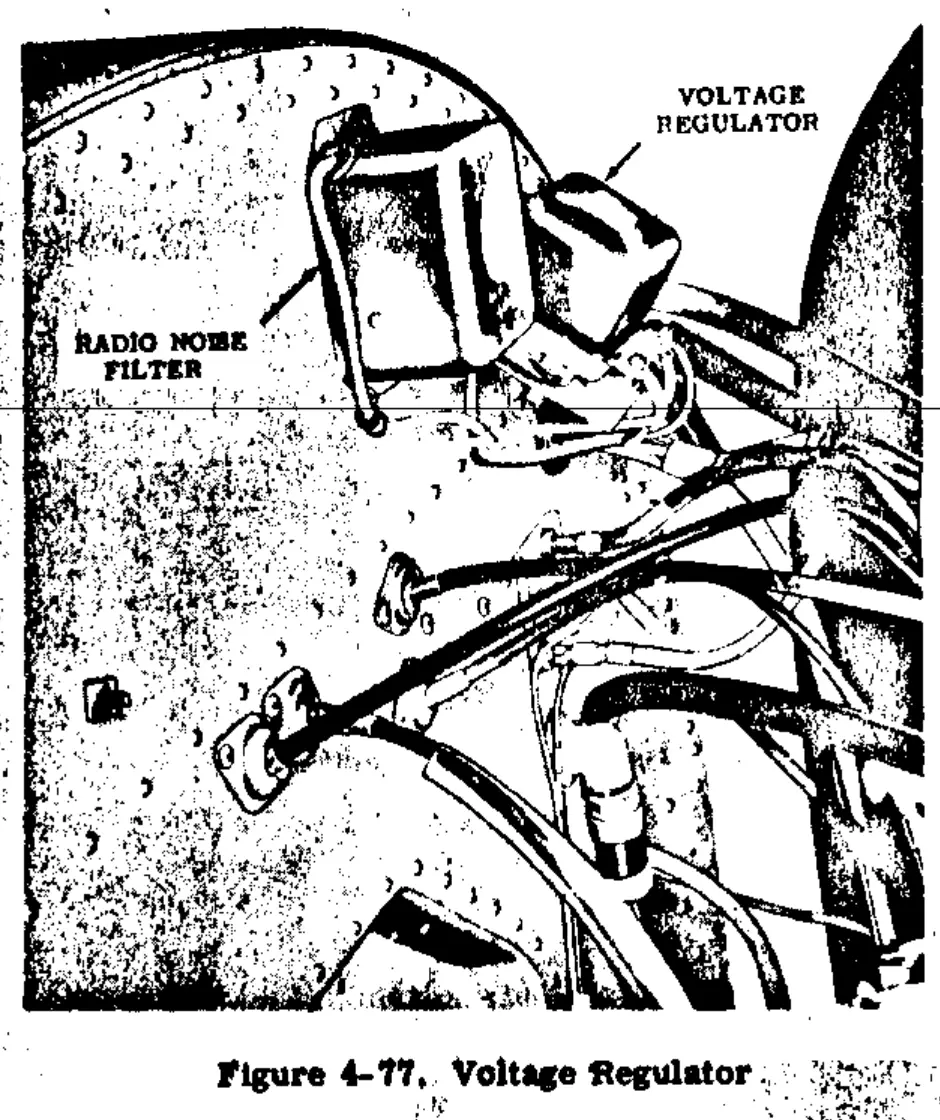 VOLTAGE
REGULATOR
RADIO NOISE
FILTER
Figure 4-77. Voltage Regulator